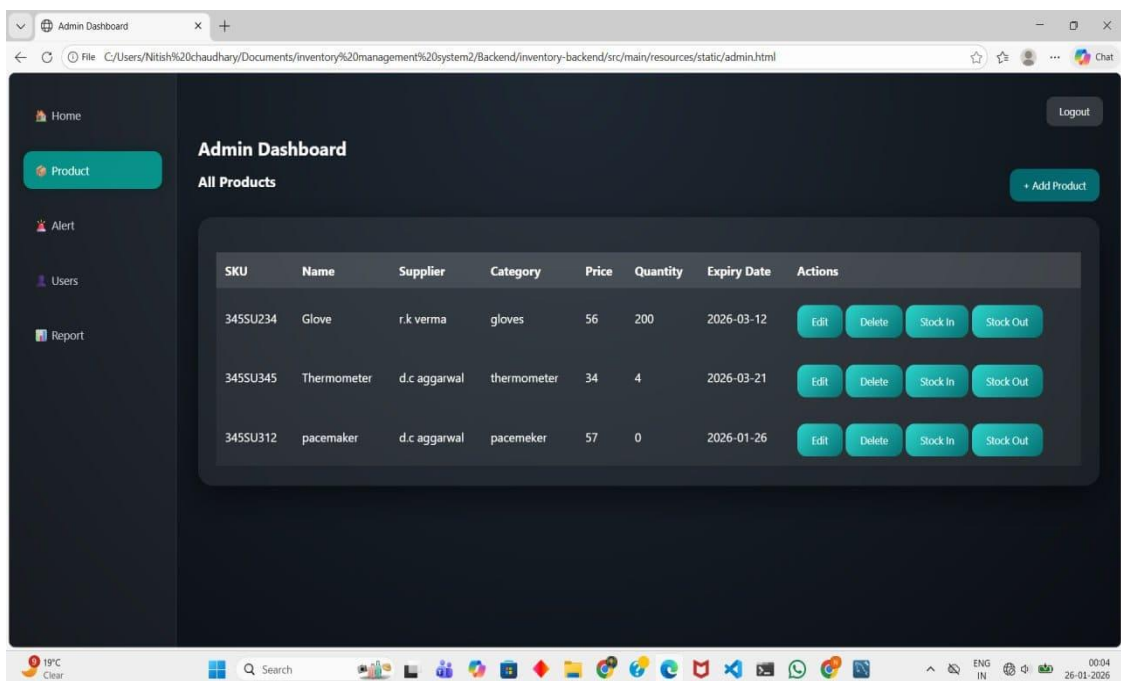 Admin Dashboard
File C:/Users/Nitish%20chaudhary/Documents/inventory%20management%20system2/Backend/inventory-backend/src/main/resources/static/admin.html
Chat
Home
Product
Alert
Users
Report
Logout
Admin Dashboard
All Products
+ Add Product
SKU Name Supplier Category Price Quantity Expiry Date Actions
345SU234 Glove r.k verma gloves 56 200 2026-03-12 Edit Delete Stock In Stock Out
345SU345 Thermometer d.c aggarwal thermometer 34 4 2026-03-21 Edit Delete Stock In Stock Out
345SU312 pacemaker d.c aggarwal pacemeker 57 0 2026-01-26 Edit Delete Stock In Stock Out
9 19°C
Clear
Search
ENG
IN
00:04
26-01-2026